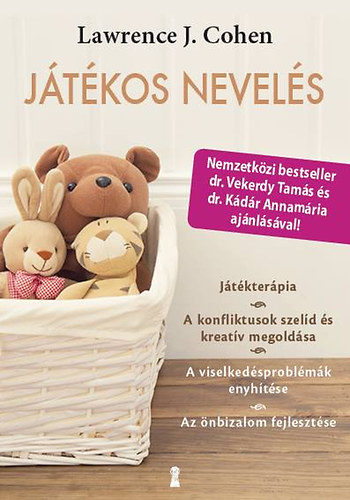 Lawrence J. Cohen
JÁTÉKOS NEVELÉS
Nemzetközi bestseller
dr. Vekerdy Tamás és
dr. Kádár Annamária
ajánlásával!
Játékterápia
A konfliktusok szelíd és
kreatív megoldása
A viselkedésproblémák
enyhítése
Az önbizalom fejlesztése